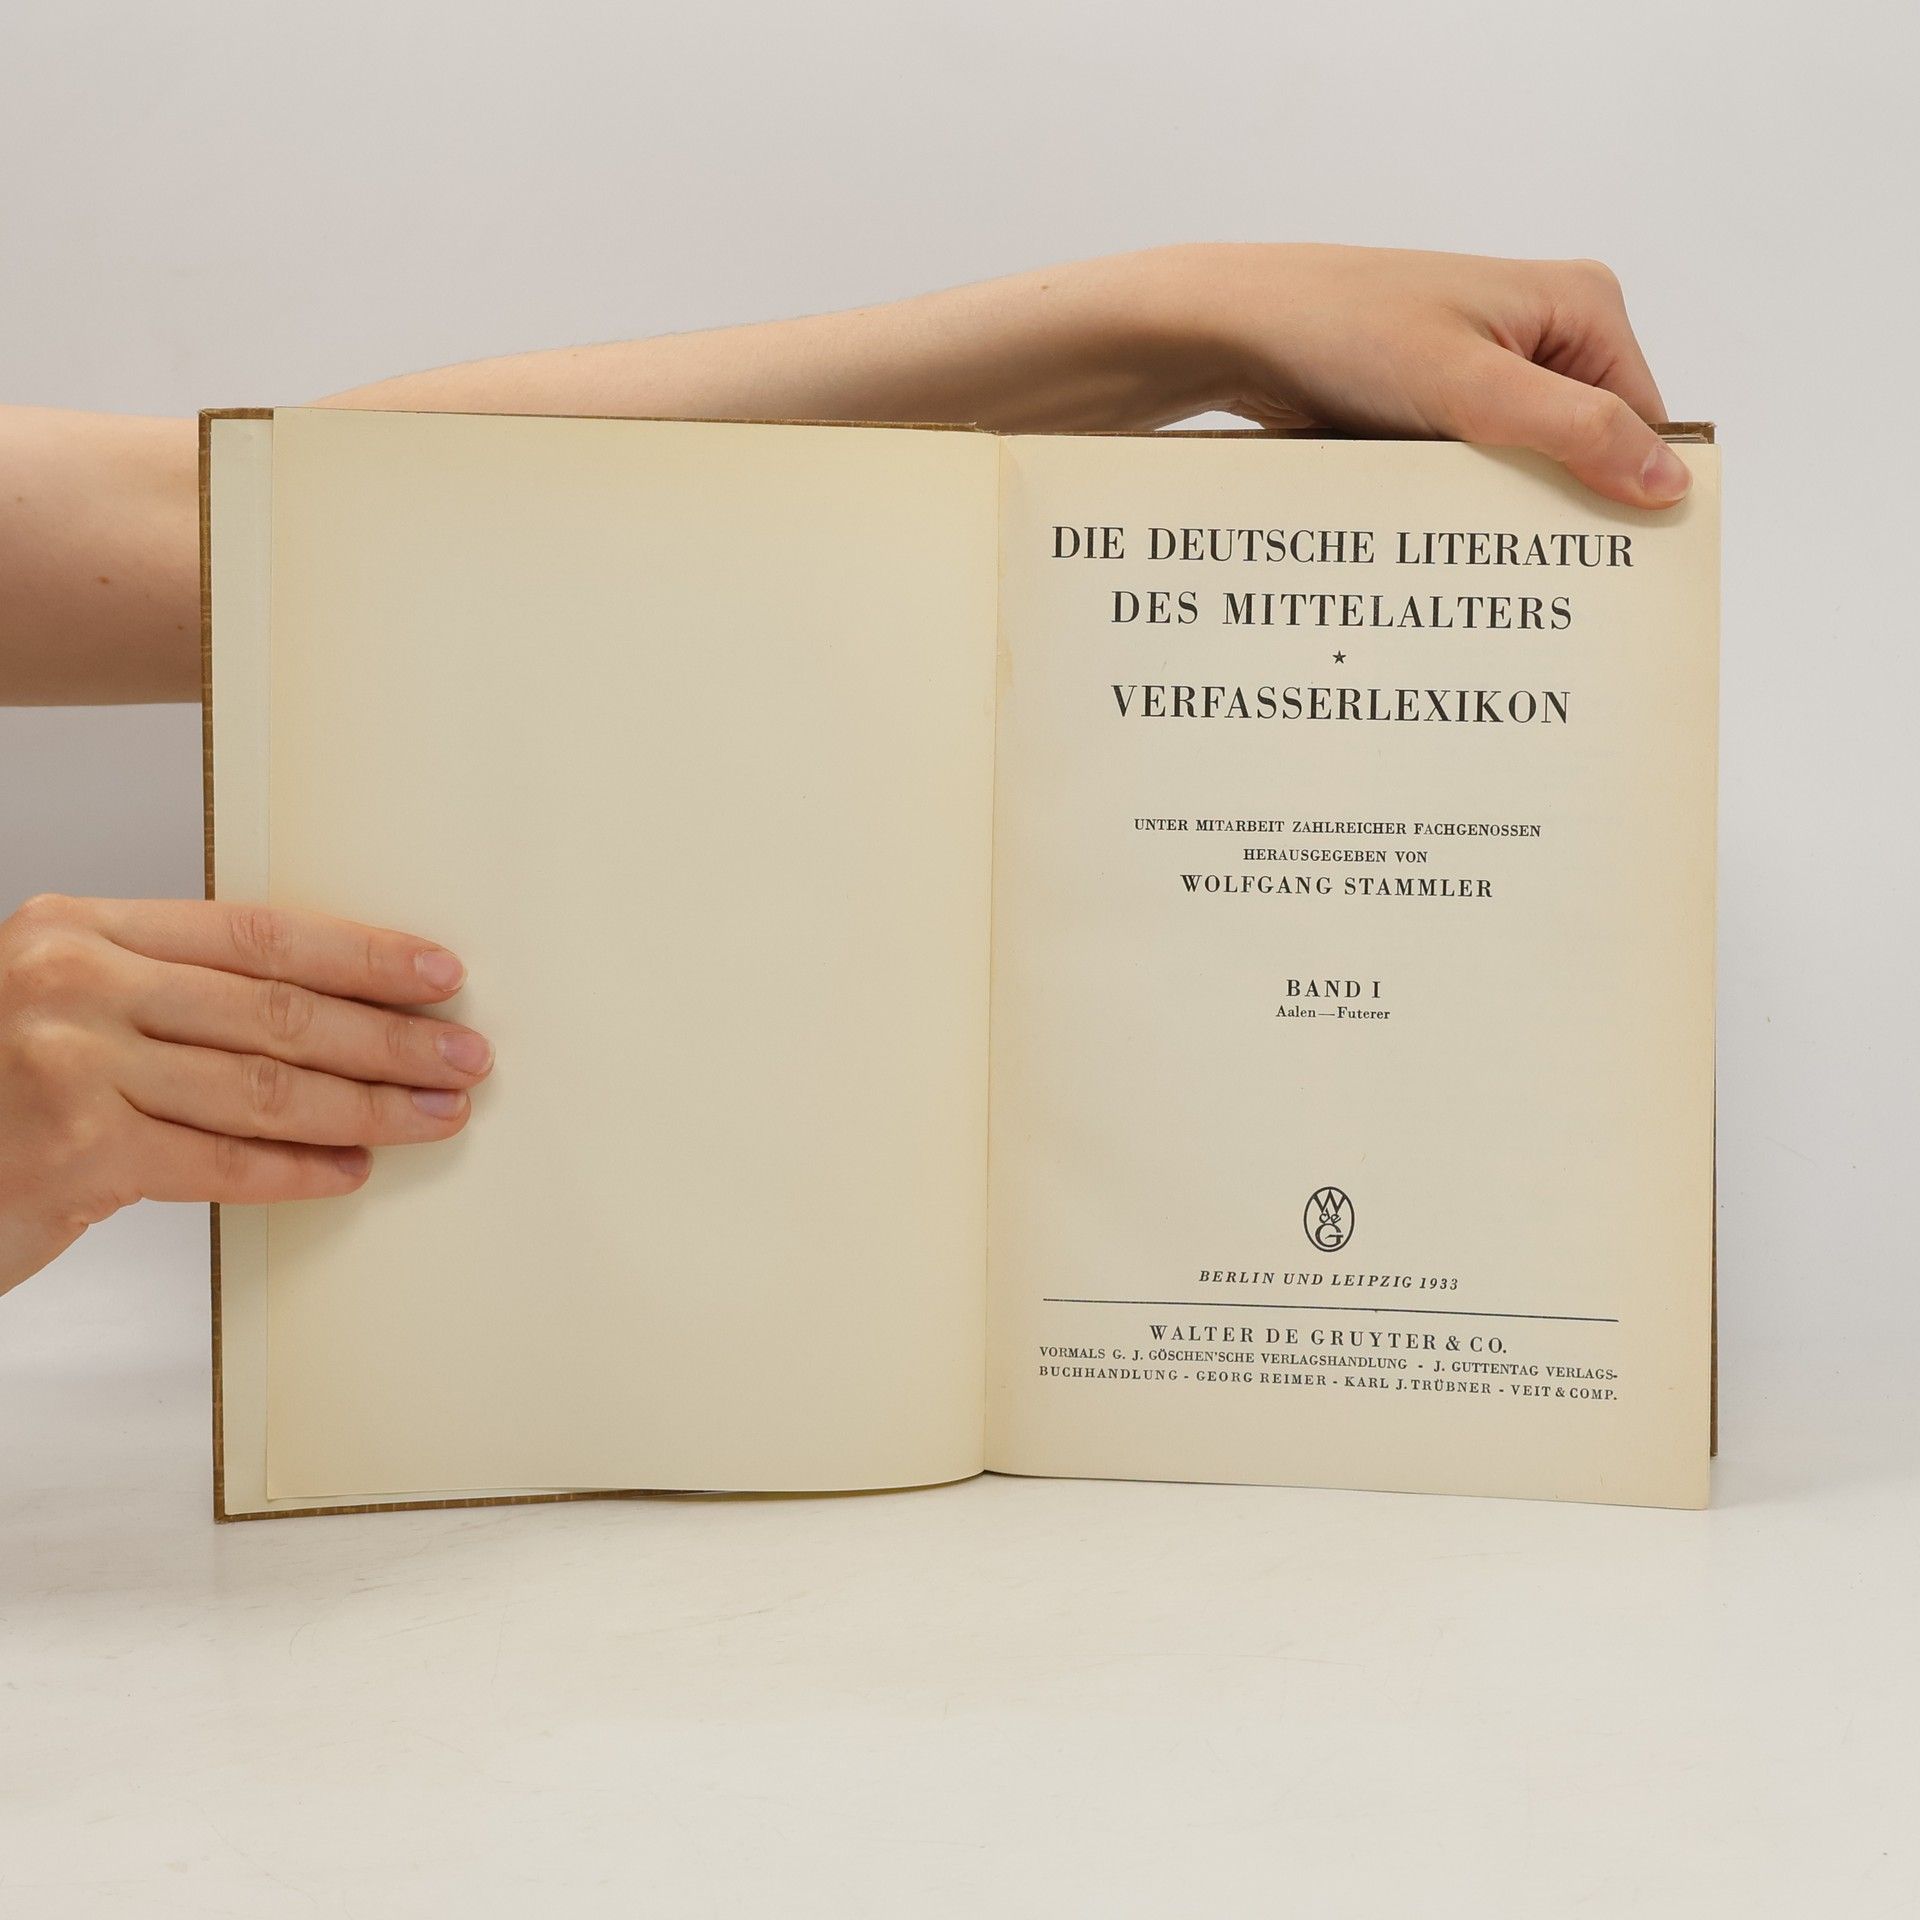 DIE DEUTSCHE LITERATUR
DES MITTELALTERS
★
VERFASSERLEXIKON
UNTER MITARBEIT ZAHLREICHER FACHGENOSSEN
HERAUSGEGEBEN VON
WOLFGANG STAMMLER
BAND I
Aalen—Futerer
W
de
G
BERLIN UND LEIPZIG 1933
WALTER DE GRUYTER & CO.
VORMALS G. J. GÖSCHEN'SCHE VERLAGSHANDLUNG - J. GUTTENTAG VERLAGS-
BUCHHANDLUNG - GEORG REIMER - KARL J. TRÜBNER - VEIT & COMP.